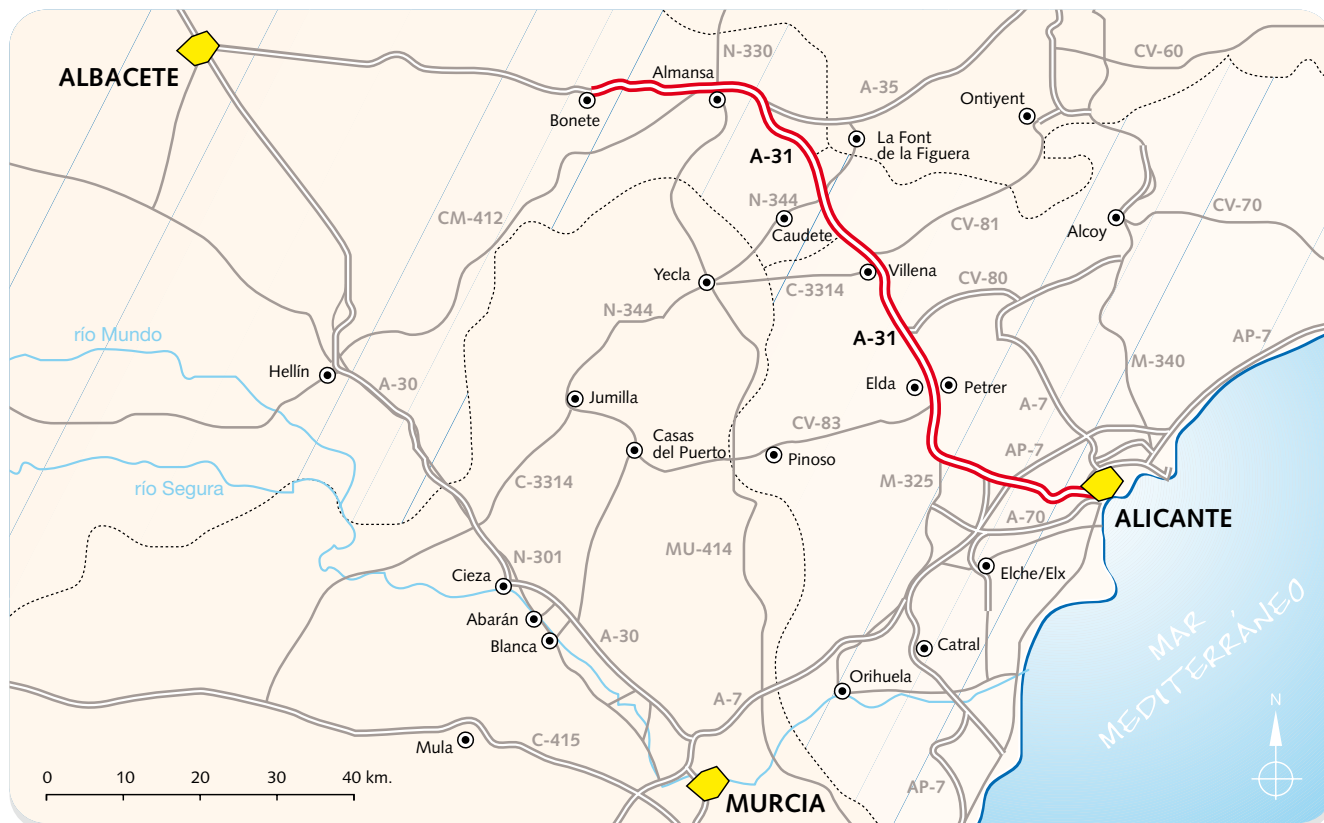 N-330
CV-60
ALBACETE
Almansa
A-35
Ontiyent
Bonete
La Font
de la Figuera
A-31
N-344
CM-412
CV-81
CV-70
Caudete
Alcoy
Yecla
Villena
C-3314
CV-80
N-344
río Mundo
A-31
AP-7
M-340
Hellín
A-30
Elda
Petrer
Jumilla
A-7
CV-83
Casas
del Puerto
Pinoso
AP-7
C-3314
M-325
río Segura
A-70
ALICANTE
MU-414
N-301
Cieza
Elche/Elx
Abarán
Blanca
A-30
Catral
MAR
MEDITERRÁNEO
Orihuela
A-7
N
Mula
C-415
0 10 20 30 40 km.
AP-7
MURCIA